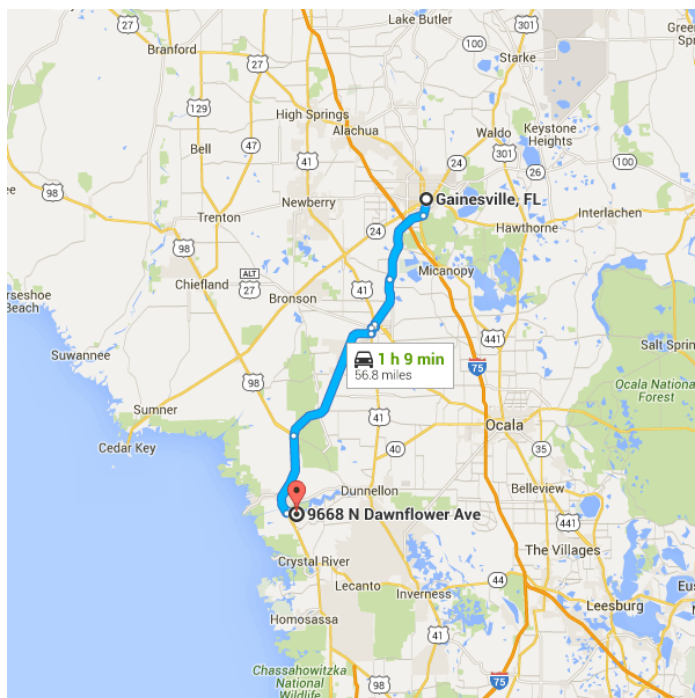 Lake Butler
27
301
Green
Branford
100
Starke
Spr
27
129
High Springs
Alachua
Waldo
Keystone
Heights
Bell
47
41
24
301
26
100
98
Gainesville, FL
Trenton
Newberry
Interlachen
24
Hawthorne
98
Micanopy
ALT
27
Chiefland
41
rseshoe
Beach
Bronson
441
Salt Spring
Suwannee
1 h 9 min
56.8 miles
75
98
Ocala National
Forest
Sumner
41
Ocala
Cedar Key
40
35
Dunnellon
Belleview
9668 N Dawnflower Ave
441
The Villages
Crystal River
44
Lecanto
Inverness
Leesburg
Eus
Homosassa
41
Chassahowitzka
National
Wildlife
98
75